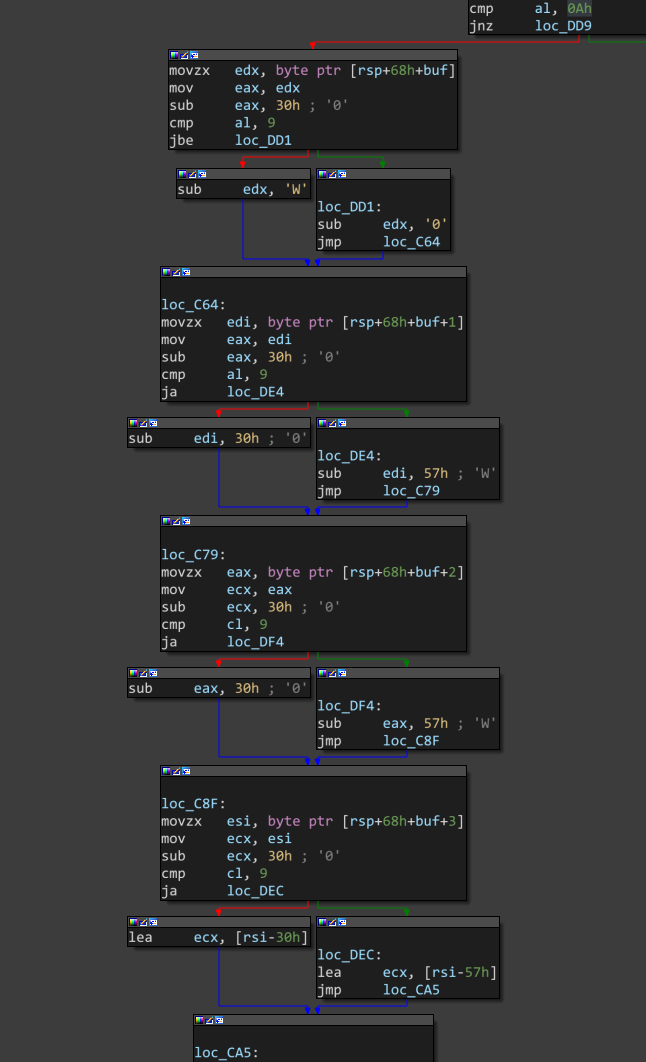 cmp al, 0Ah
jnz loc_DD9
movzx edx, byte ptr [rsp+68h+buf]
mov eax, edx
sub eax, 30h ; '0'
cmp al, 9
jbe loc_DD1
sub edx, 'W'
loc_DD1:
sub edx, '0'
jmp loc_C64
loc_C64:
movzx edi, byte ptr [rsp+68h+buf+1]
mov eax, edi
sub eax, 30h ; '0'
cmp al, 9
ja loc_DE4
sub edi, 30h ; '0'
loc_DE4:
sub edi, 57h ; 'W'
jmp loc_C79
loc_C79:
movzx eax, byte ptr [rsp+68h+buf+2]
mov ecx, eax
sub ecx, 30h ; '0'
cmp cl, 9
ja loc_DF4
sub eax, 30h ; '0'
loc_DF4:
sub eax, 57h ; 'W'
jmp loc_C8F
loc_C8F:
movzx esi, byte ptr [rsp+68h+buf+3]
mov ecx, esi
sub ecx, 30h ; '0'
cmp cl, 9
ja loc_DEC
lea ecx, [rsi-30h]
loc_DEC:
lea ecx, [rsi-57h]
jmp loc_CA5
loc_CA5: